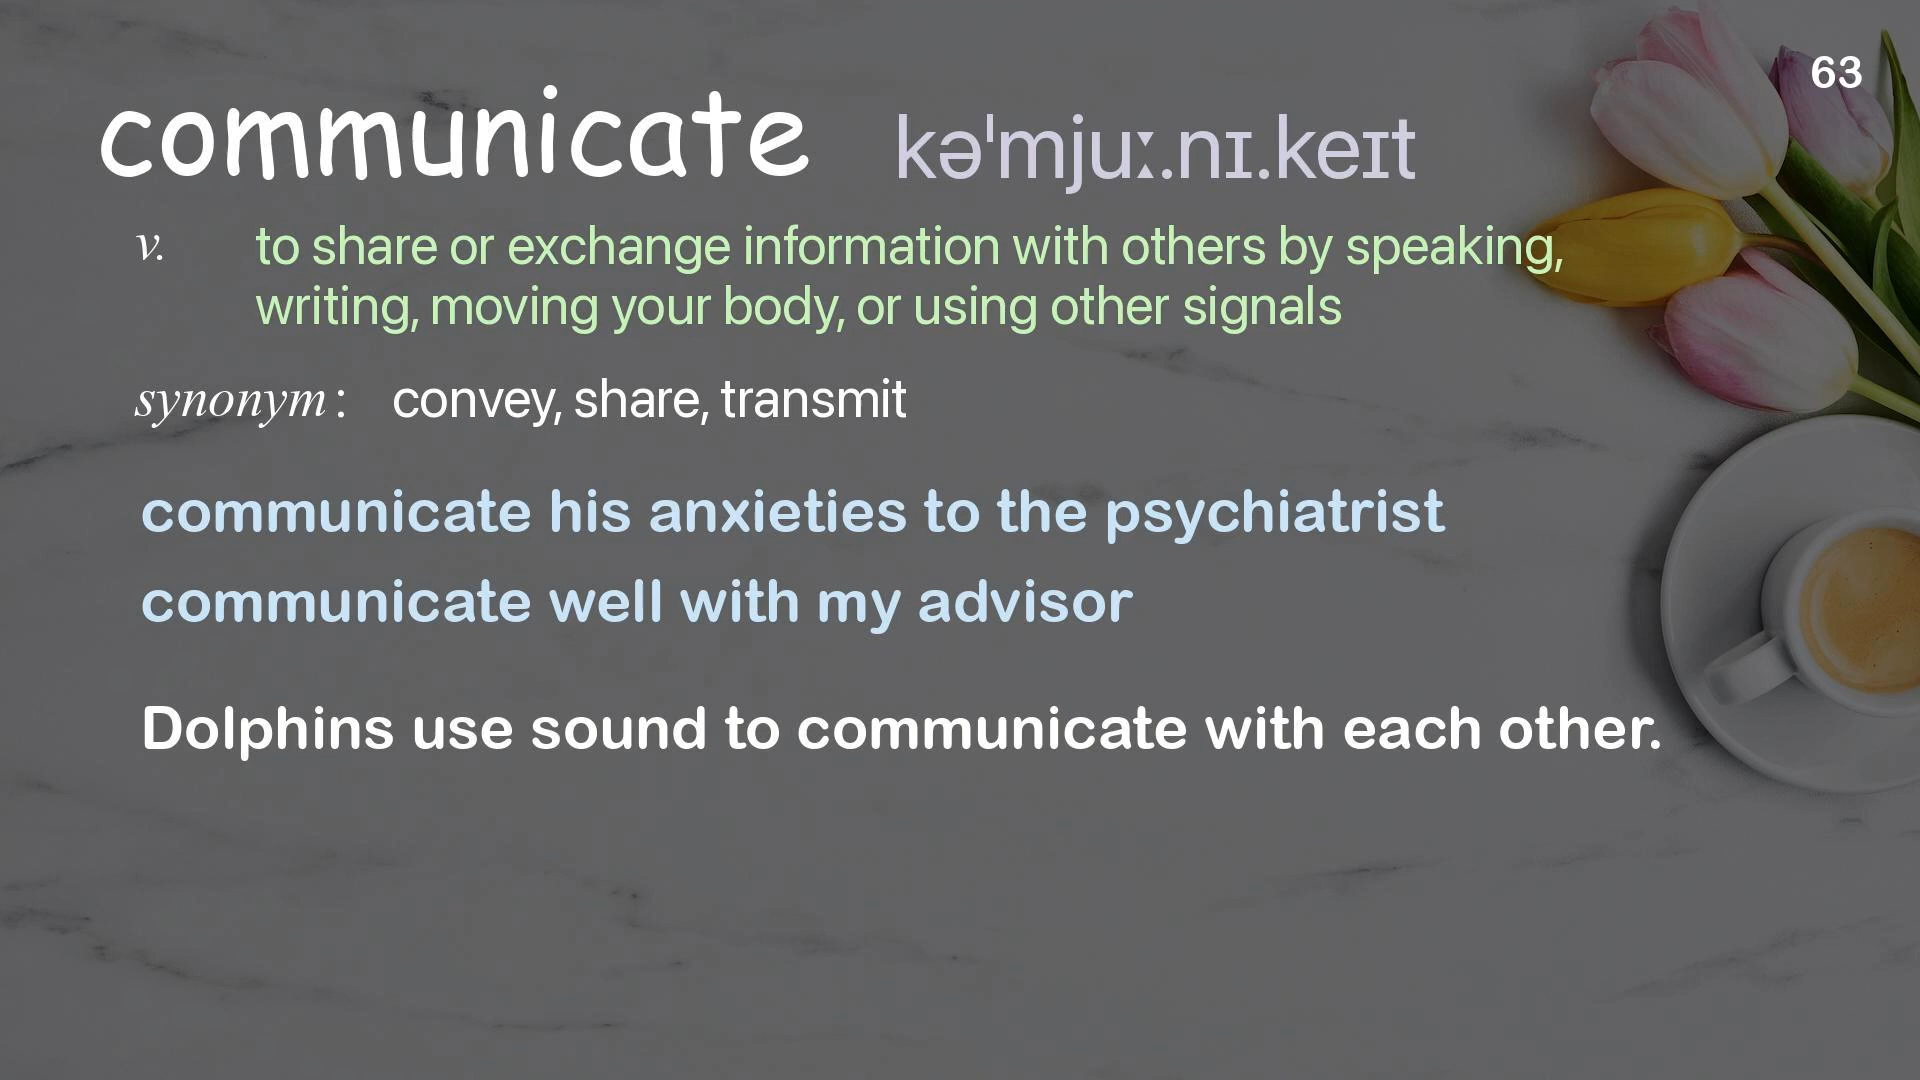 63
communicate kəˈmjuː.nɪ.keɪt
v. to share or exchange information with others by speaking,
writing, moving your body, or using other signals
synonym : convey, share, transmit
communicate his anxieties to the psychiatrist
communicate well with my advisor
Dolphins use sound to communicate with each other.